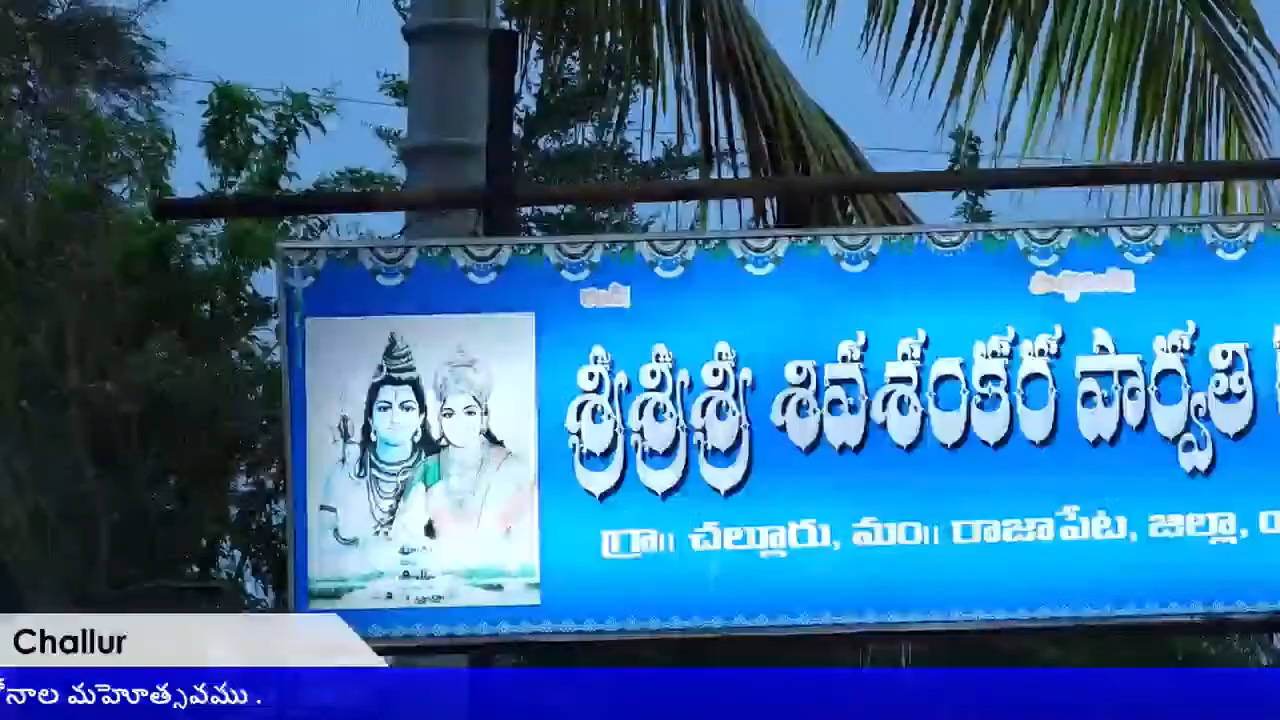 శ్రీశ్రీశ్రీ శివశంకర పార్వతి
గ్రా॥ చల్లూరు, మం॥ రాజాపేట, జిల్లా,
Challur
మహెూత్సవము .